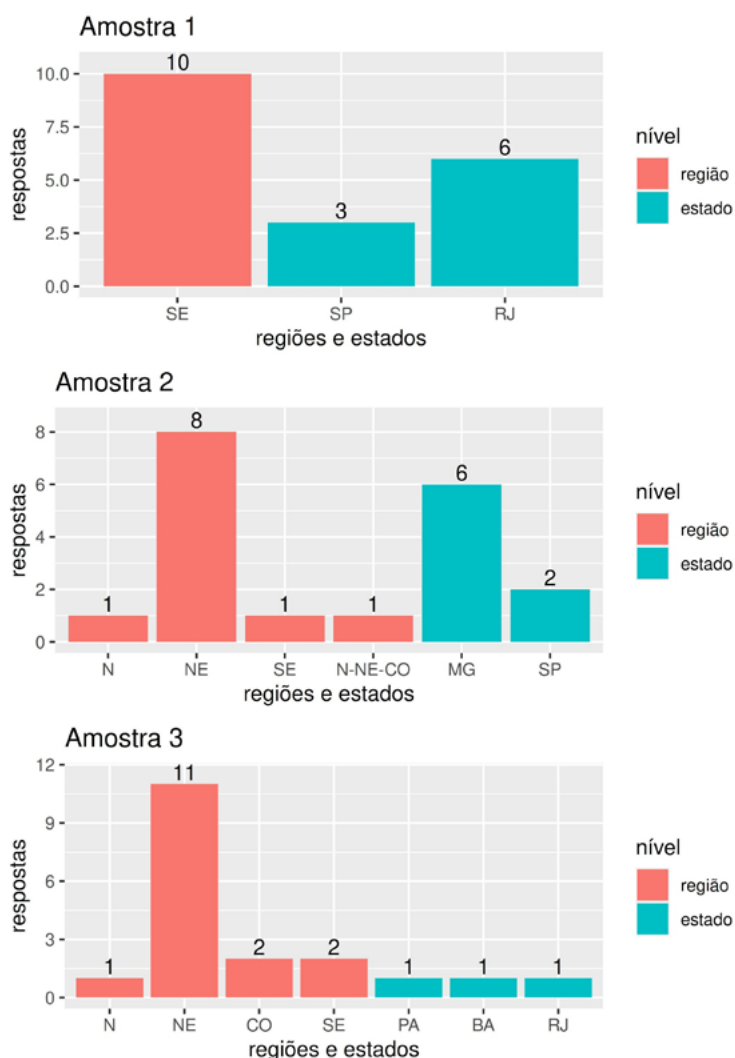 Amostra 1
10
10.0
7.5
6
nível
respostas
região
5.0
estado
3
2.5
0.0
SE SP RJ
regiões e estados
Amostra 2
8
8
6
6
nível
respostas
região
4
estado
2
2
1 1 1
0
N NE SE N-NE-CO MG SP
regiões e estados
Amostra 3
12
11
9
nível
respostas
6
região
estado
3
1 2 2 1 1 1
0
N NE CO SE PA BA RJ
regiões e estados